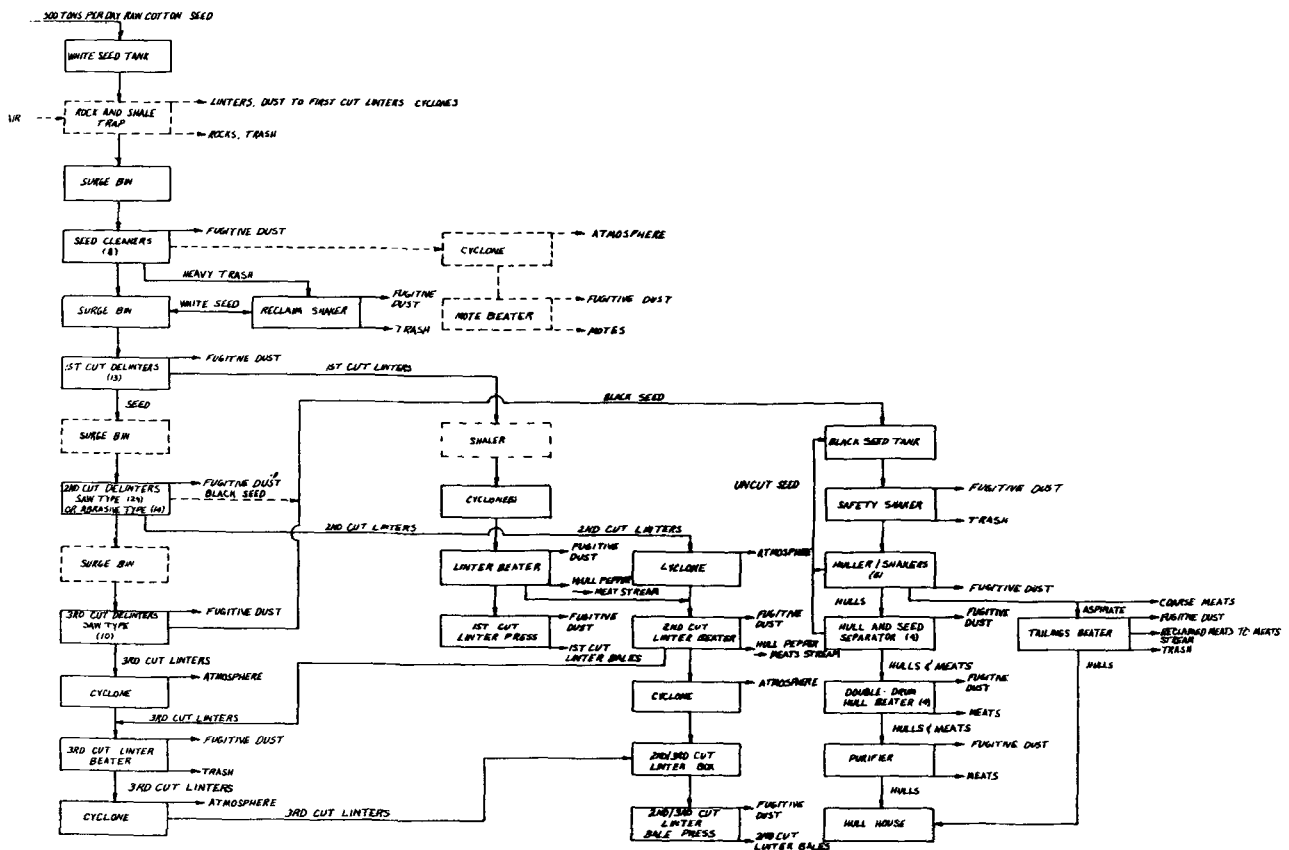 500 TONS PER DAY RAW COTTON SEED
WHITE SEED TANK
LINTERS, DUST TO FIRST CUT LINTERS CYCLONES
ROCK AND SHALE
TRAP
ROCKS, TRASH
SURGE BIN
FUGITIVE DUST
SEED CLEANERS
(8)
ATMOSPHERE
CYCLONE
HEAVY TRASH
SURGE BIN
WHITE SEED
RECLAIM SHAKER
FUGITIVE
DUST
TRASH
MOTE BEATER
FUGITIVE DUST
MOTES
1ST CUT DELINTERS
(13)
FUGITIVE DUST
1ST CUT LINTERS
SEED
BLACK SEED
SURGE BIN
SHALER
BLACK SEED TANK
2ND CUT DELINTERS
SAW TYPE (24)
OR ABRASIVE TYPE (14)
FUGITIVE DUST
BLACK SEED
CYCLONE(S)
UNCUT SEED
SAFETY SHAKER
FUGITIVE DUST
TRASH
2ND CUT LINTERS
2ND CUT LINTERS
SURGE BIN
LINTER BEATER
FUGITIVE
DUST
HULL PEPPER
MEAT STREAM
CYCLONE
ATMOSPHERE
HULLER/SHAKERS
(6)
FUGITIVE DUST
HULLS
ASPIRATE
COARSE MEATS
3RD CUT DELINTERS
SAW TYPE
(10)
FUGITIVE DUST
1ST CUT
LINTER PRESS
FUGITIVE
DUST
1ST CUT
LINTER BALES
2ND CUT
LINTER BEATER
FUGITIVE
DUST
HULL PEPPER
MEATS STREAM
HULL AND SEED
SEPARATOR (4)
FUGITIVE
DUST
TAILINGS BEATER
FUGITIVE DUST
RECLAIMED MEATS TO MEATS
STREAM
TRASH
HULLS
3RD CUT LINTERS
HULLS & MEATS
CYCLONE
ATMOSPHERE
CYCLONE
ATMOSPHERE
DOUBLE-DRUM
HULL BEATER (4)
FUGITIVE
DUST
MEATS
3RD CUT LINTERS
HULLS & MEATS
3RD CUT LINTER
BEATER
FUGITIVE DUST
TRASH
2ND/3RD CUT
LINTER BOX
PURIFIER
FUGITIVE DUST
MEATS
3RD CUT LINTERS
HULLS
CYCLONE
ATMOSPHERE
3RD CUT LINTERS
2ND/3RD CUT
LINTER
BALE PRESS
FUGITIVE
DUST
2ND CUT
LINTER BALES
HULL HOUSE